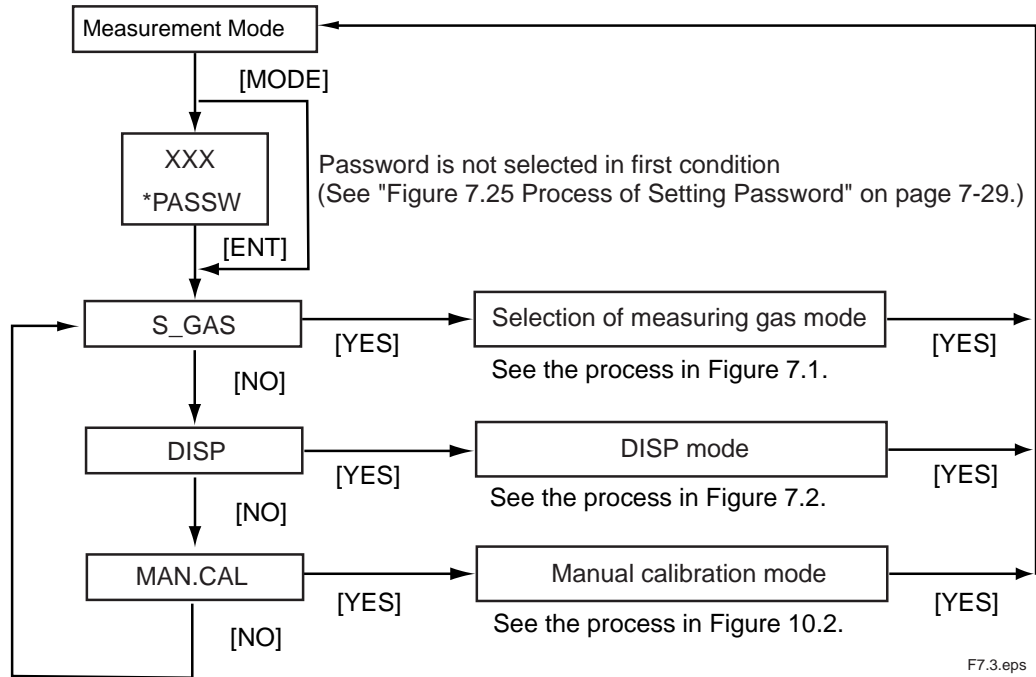 Measurement Mode
[MODE]
XXX
*PASSW
Password is not selected in first condition
(See "Figure 7.25 Process of Setting Password" on page 7-29.)
[ENT]
S_GAS
[YES]
Selection of measuring gas mode
[YES]
See the process in Figure 7.1.
[NO]
DISP
[YES]
DISP mode
[YES]
See the process in Figure 7.2.
[NO]
MAN.CAL
[YES]
Manual calibration mode
[YES]
See the process in Figure 10.2.
[NO]
F7.3.eps